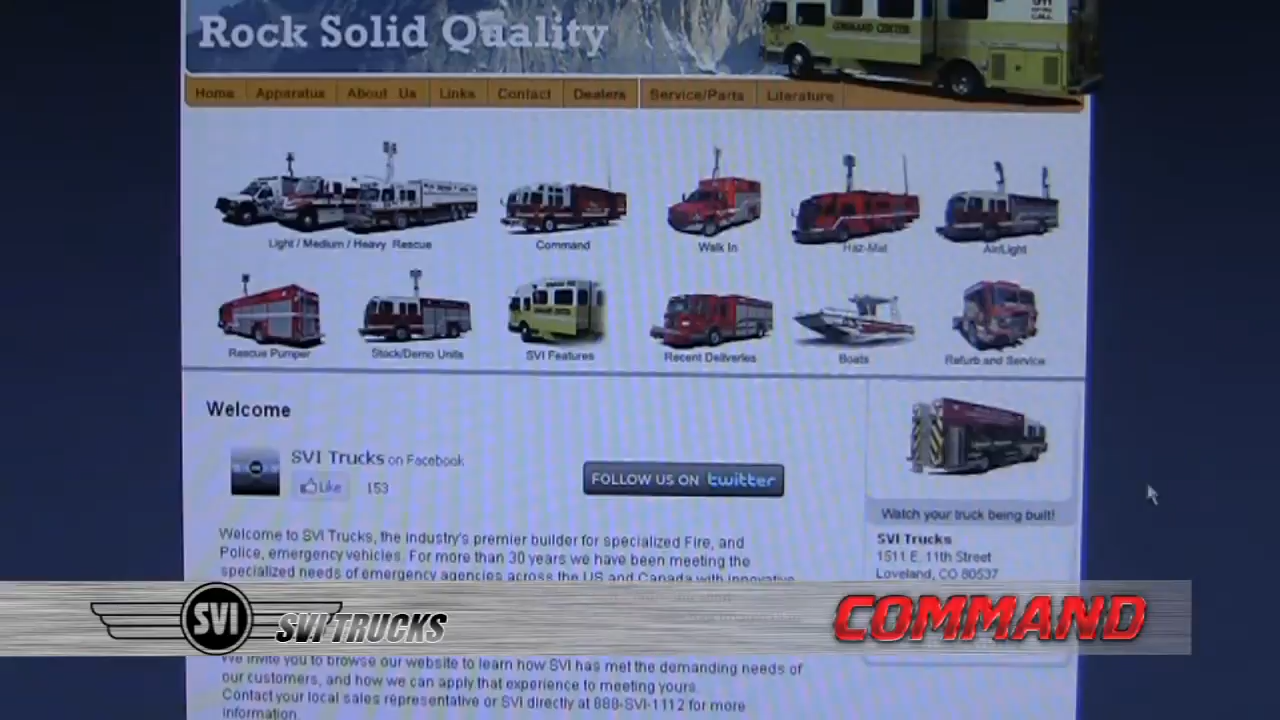 Rock Solid Quality
COMMAND CENTER
911
CALL
Home Apparatus About Us Links Contact Dealers Service/Parts Literature
Light / Medium / Heavy Rescue Command Walk In Haz-Mat Air/Light
Rescue Pumper Stock/Demo Units SVI Features Recent Deliveries Boats Refurb and Service
Welcome
SVI Trucks on Facebook
Like 153
FOLLOW US ON twitter
Watch your truck being built!
SVI Trucks
1511 E. 11th Street
Loveland, CO 80537
Welcome to SVI Trucks, the industry's premier builder for specialized Fire, and
Police, emergency vehicles. For more than 30 years we have been meeting the
specialized needs of emergency agencies across the US and Canada with innovative
SVI SVI TRUCKS
COMMAND
We invite you to browse our website to learn how SVI has met the demanding needs of
our customers, and how we can apply that experience to meeting yours.
Contact your local sales representative or SVI directly at 888-SVI-1112 for more
information.